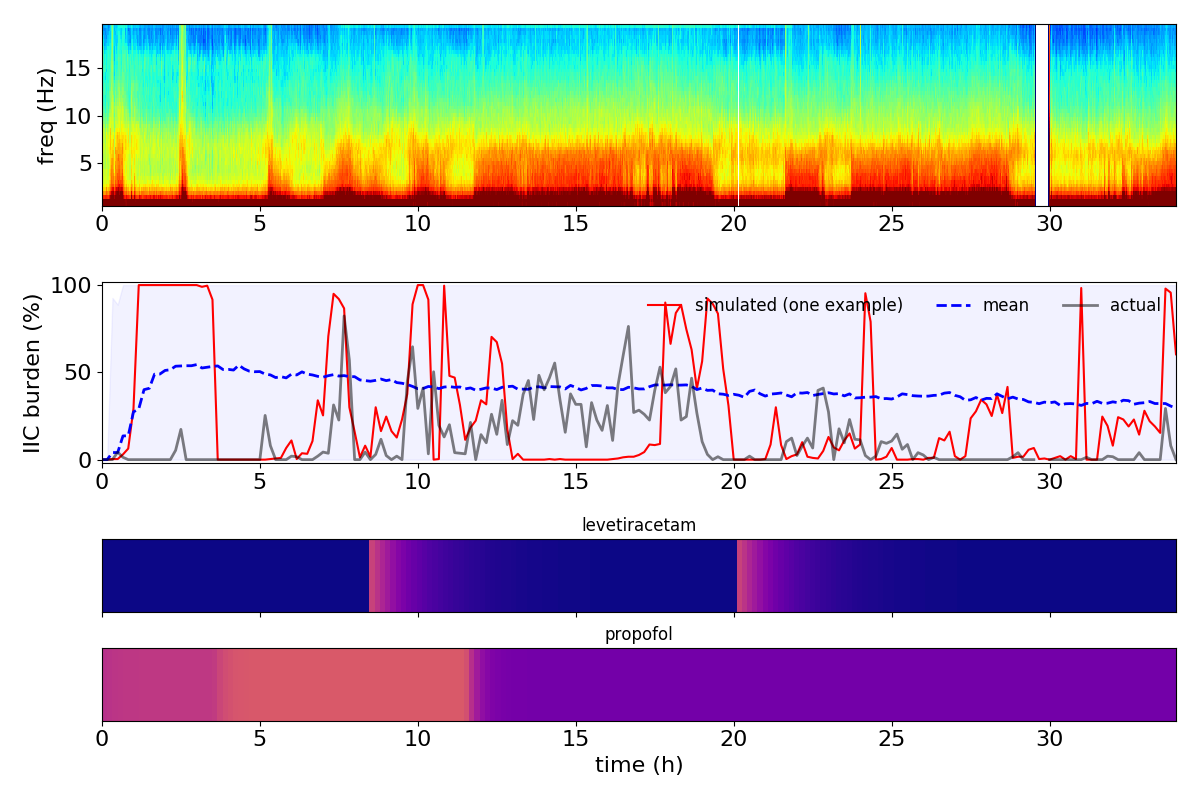 freq (Hz)
15
10
5
0 5 10 15 20 25 30
IIC burden (%)
100
50
0
simulated (one example) mean actual
0 5 10 15 20 25 30
levetiracetam
propofol
0 5 10 15 20 25 30
time (h)